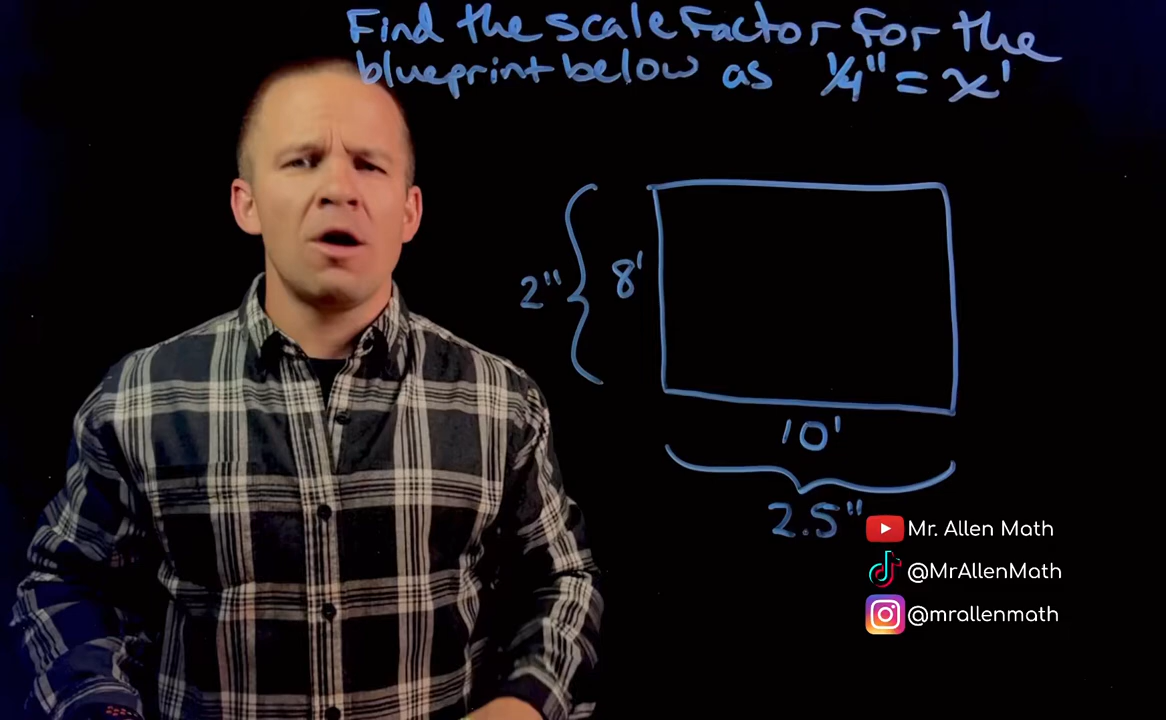 Find the scale factor for the
blueprint below as 1/4" = x'
2"
8'
10'
2.5"
Mr. Allen Math
@MrAllenMath
@mrallenmath